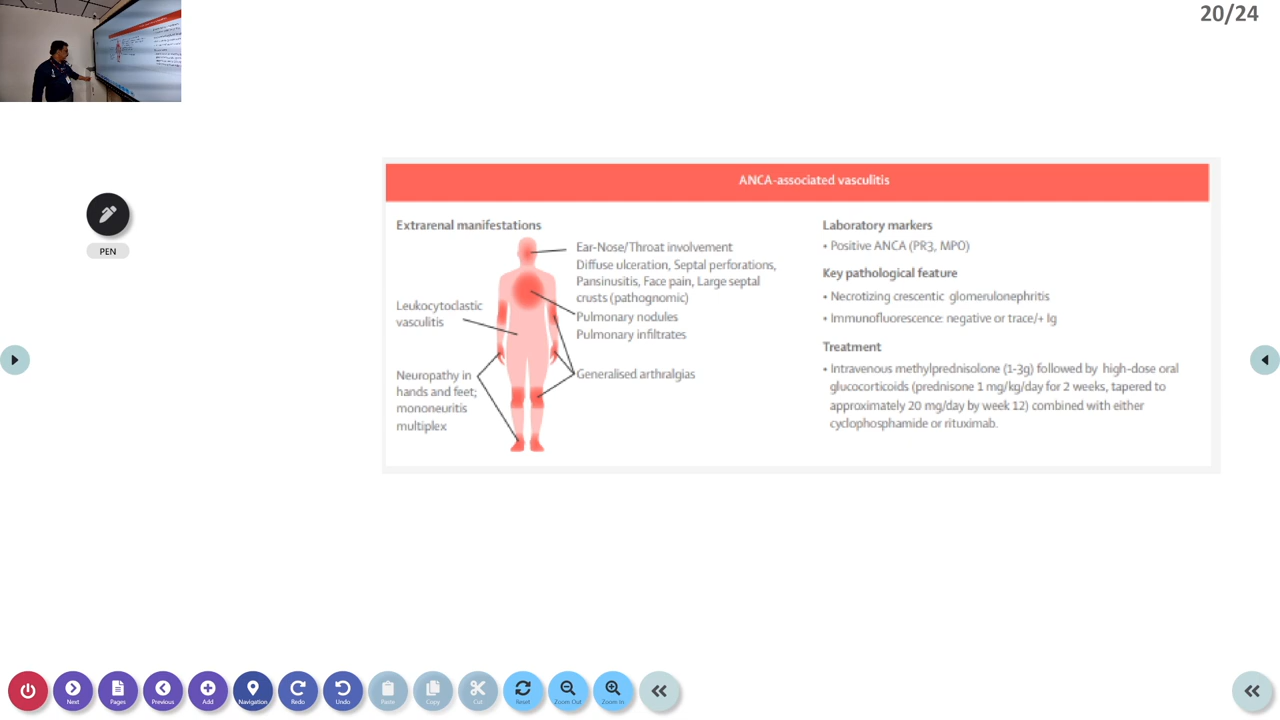 20/24
PEN
ANCA-associated vasculitis
Extrarenal manifestations
Ear-Nose/Throat involvement
Diffuse ulceration, Septal perforations,
Pansinusitis, Face pain, Large septal
crusts (pathognomic)
Pulmonary nodules
Pulmonary infiltrates
Leukocytoclastic
vasculitis
Generalised arthralgias
Neuropathy in
hands and feet;
mononeuritis
multiplex
Laboratory markers
• Positive ANCA (PR3, MPO)
Key pathological feature
• Necrotizing crescentic glomerulonephritis
• Immunofluorescence: negative or trace/+ Ig
Treatment
• Intravenous methylprednisolone (1-3g) followed by high-dose oral
glucocorticoids (prednisone 1 mg/kg/day for 2 weeks, tapered to
approximately 20 mg/day by week 12) combined with either
cyclophosphamide or rituximab.
Next
Pages
Previous
Add
Navigation
Redo
Undo
Paste
Copy
Cut
Reset
Zoom Out
Zoom In